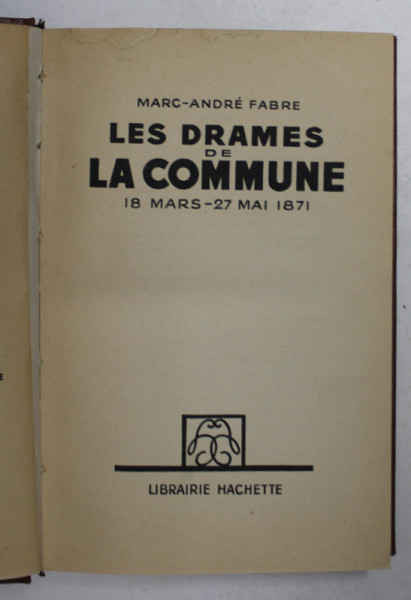 MARC-ANDRÉ FABRE
LES DRAMES
DE
LA COMMUNE
18 MARS-27 MAI 1871
LIBRAIRIE HACHETTE